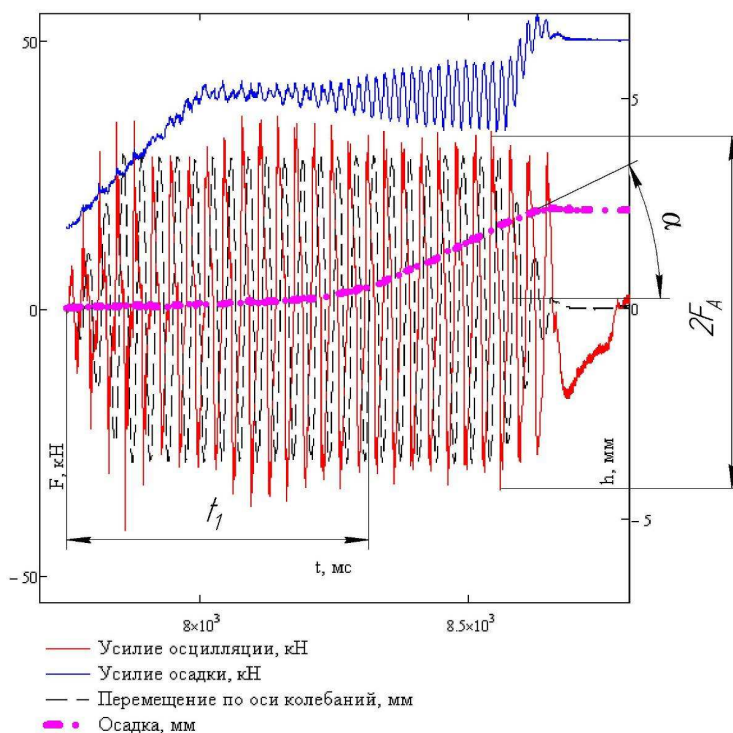 50
5
0
0
- 5
- 50
F, кН
h, мм
t₁
t, мс
2F_A
α
8×10³
8.5×10³
Усилие осцилляции, кН
Усилие осадки, кН
Перемещение по оси колебаний, мм
Осадка, мм